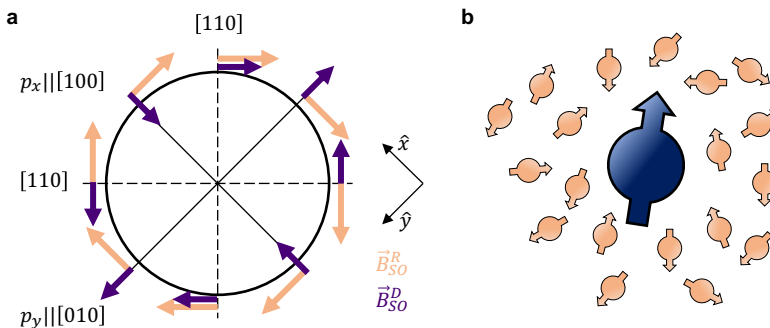 a
b
[110]
p_x||[100]
[110]
x̂
ŷ
B⃗_SO^R
B⃗_SO^D
p_y||[010]